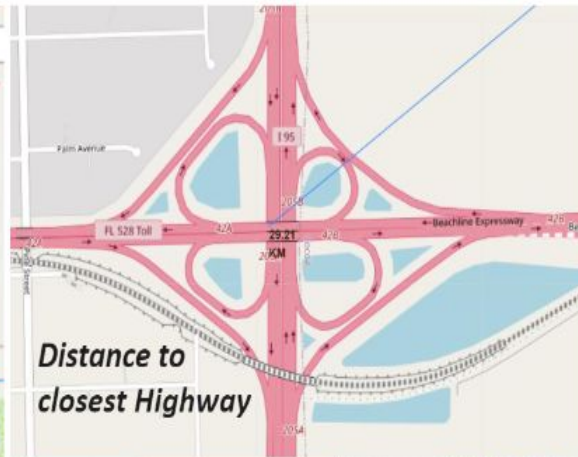 205B
I 95
Palm Avenue
205B
Beachline Expressway
42B
FL 528 Toll
42A
42B
29.21
KM
Distance to
closest Highway
205A